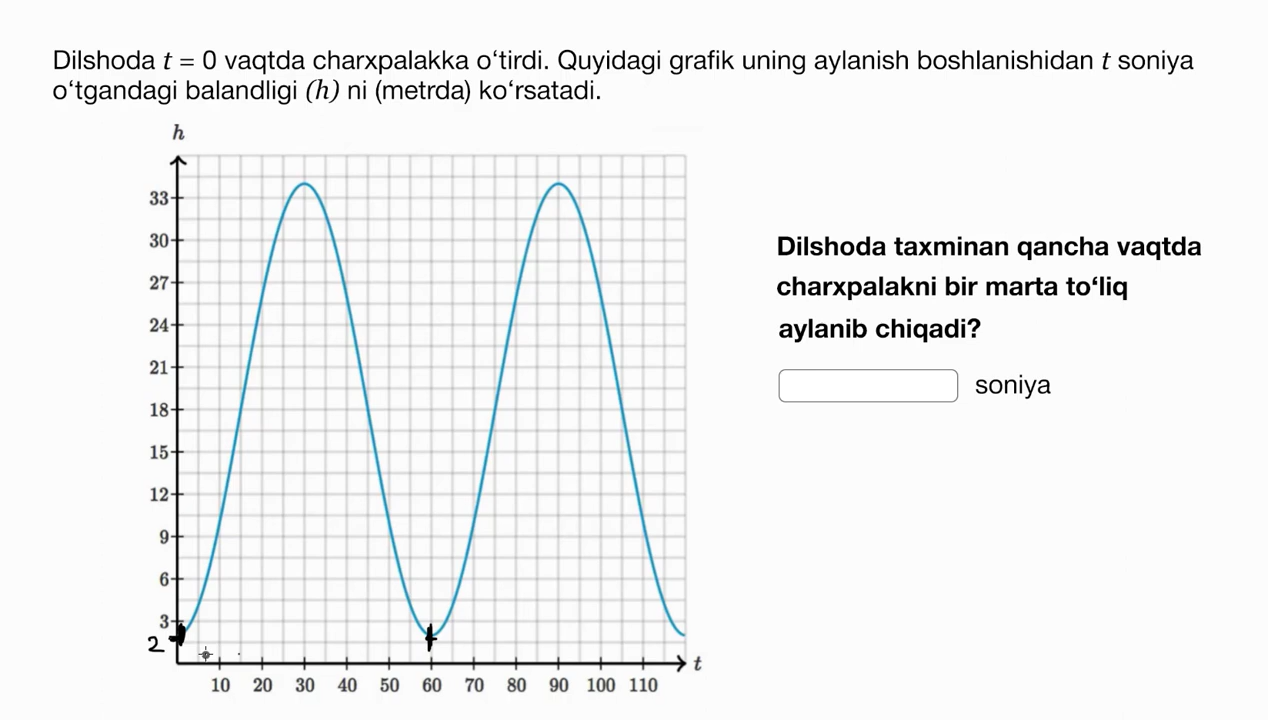 Dilshoda t = 0 vaqtda charxpalakka o‘tirdi. Quyidagi grafik uning aylanish boshlanishidan t soniya
o‘tgandagi balandligi (h) ni (metrda) ko‘rsatadi.
h
33
30
27
24
21
18
15
12
9
6
3
2
t
10 20 30 40 50 60 70 80 90 100 110
Dilshoda taxminan qancha vaqtda
charxpalakni bir marta to‘liq
aylanib chiqadi?
soniya